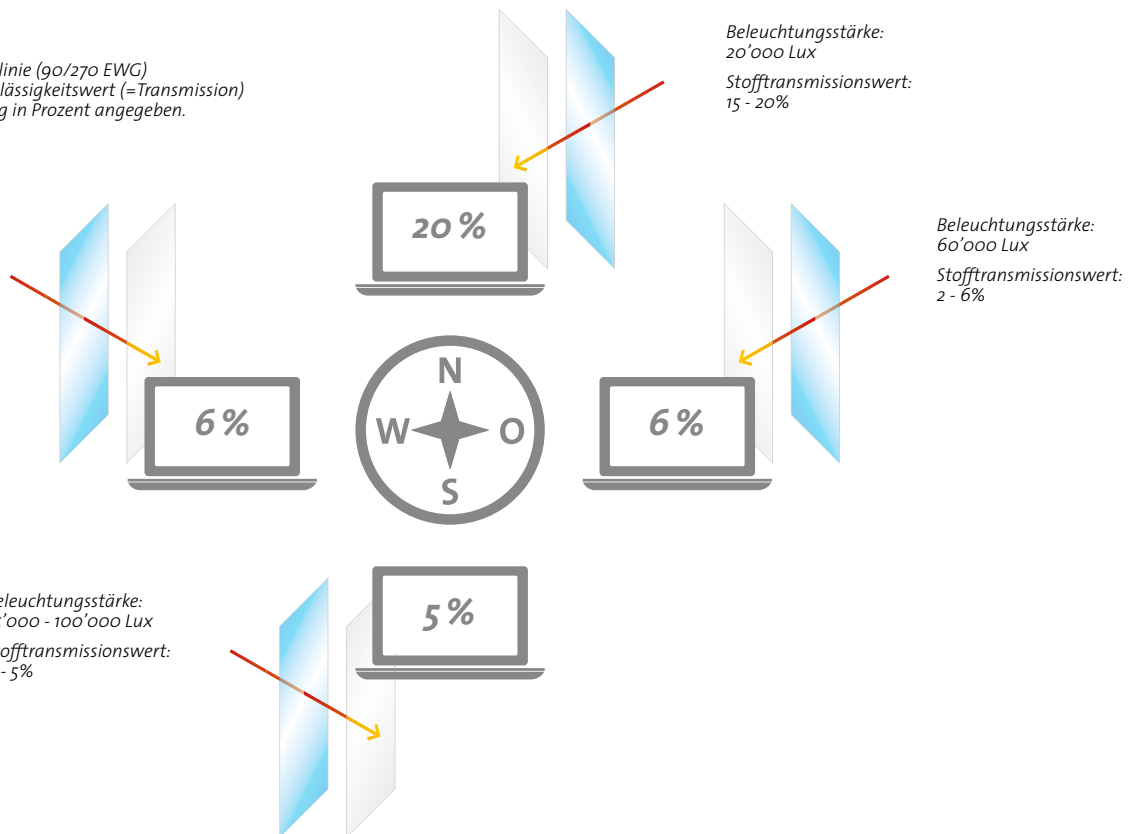 Beleuchtungsstärke:
20’000 Lux
Stofftransmissionswert:
15 - 20%
linie (90/270 EWG)
lässigkeitswert (=Transmission)
g in Prozent angegeben.
20 %
Beleuchtungsstärke:
60’000 Lux
Stofftransmissionswert:
2 - 6%
6 %
N
W
O
S
6 %
eleuchtungsstärke:
’000 - 100’000 Lux
offtransmissionswert:
- 5%
5 %